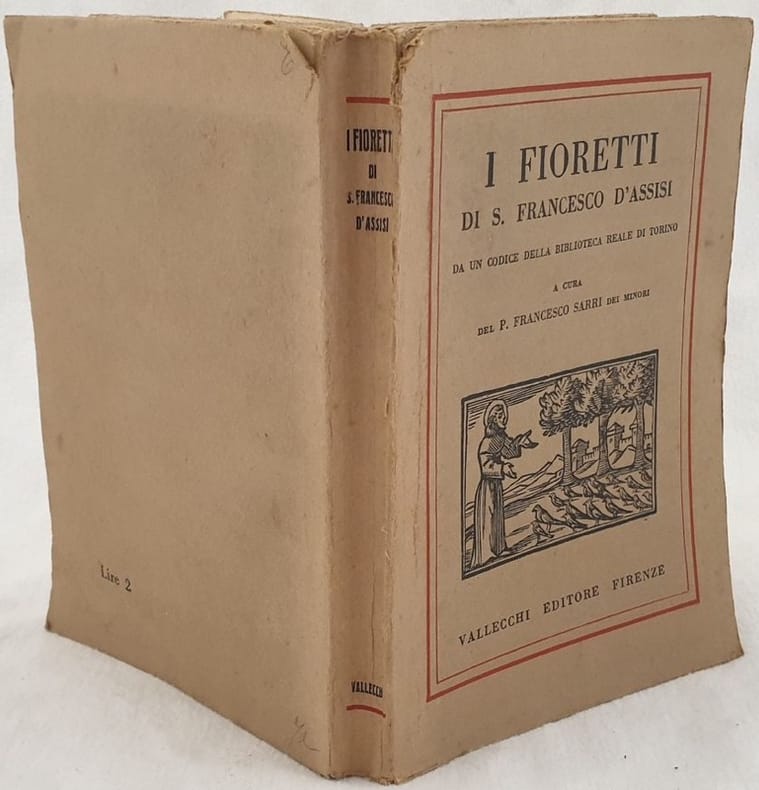 Lire 2
I FIORETTI
DI
S. FRANCESCO
D'ASSISI
VALLECCHI
I FIORETTI
DI S. FRANCESCO D'ASSISI
DA UN CODICE DELLA BIBLIOTECA REALE DI TORINO
A CURA
DEL P. FRANCESCO SARRI DEI MINORI
VALLECCHI EDITORE FIRENZE